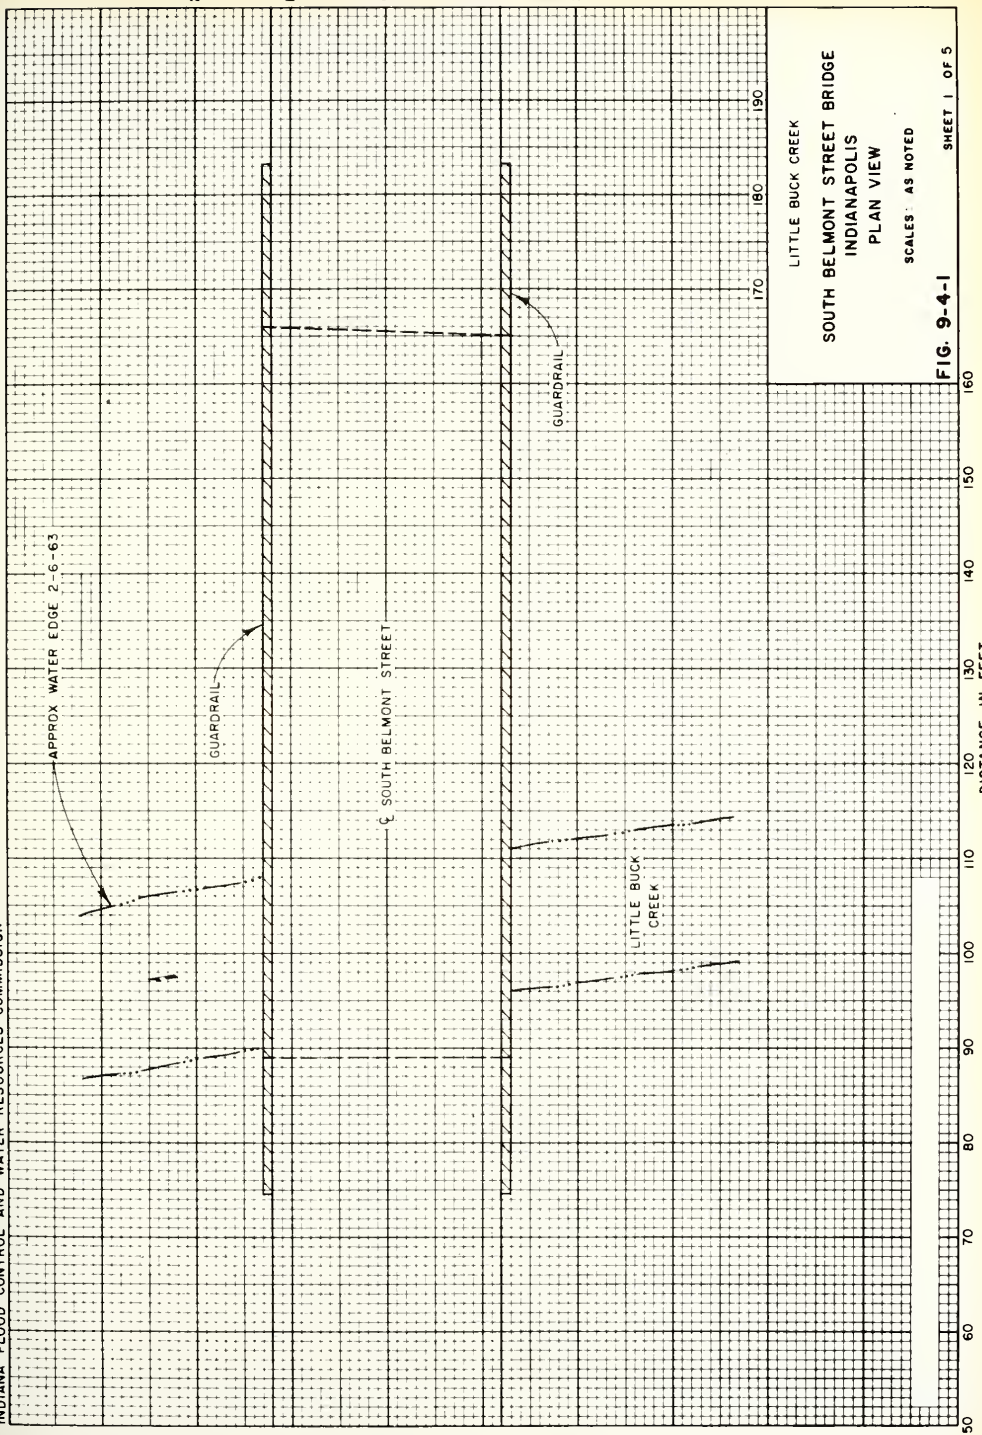 INDIANA FLOOD CONTROL AND WATER RESOURCES COMMISSION
APPROX WATER EDGE 2-6-63
GUARDRAIL
℄ SOUTH BELMONT STREET
GUARDRAIL
LITTLE BUCK
CREEK
LITTLE BUCK CREEK
SOUTH BELMONT STREET BRIDGE
INDIANAPOLIS
PLAN VIEW
SCALES: AS NOTED
FIG. 9-4-1
SHEET 1 OF 5
170 180 190
50 60 70 80 90 100 110 120 130 140 150 160
DISTANCE IN FEET